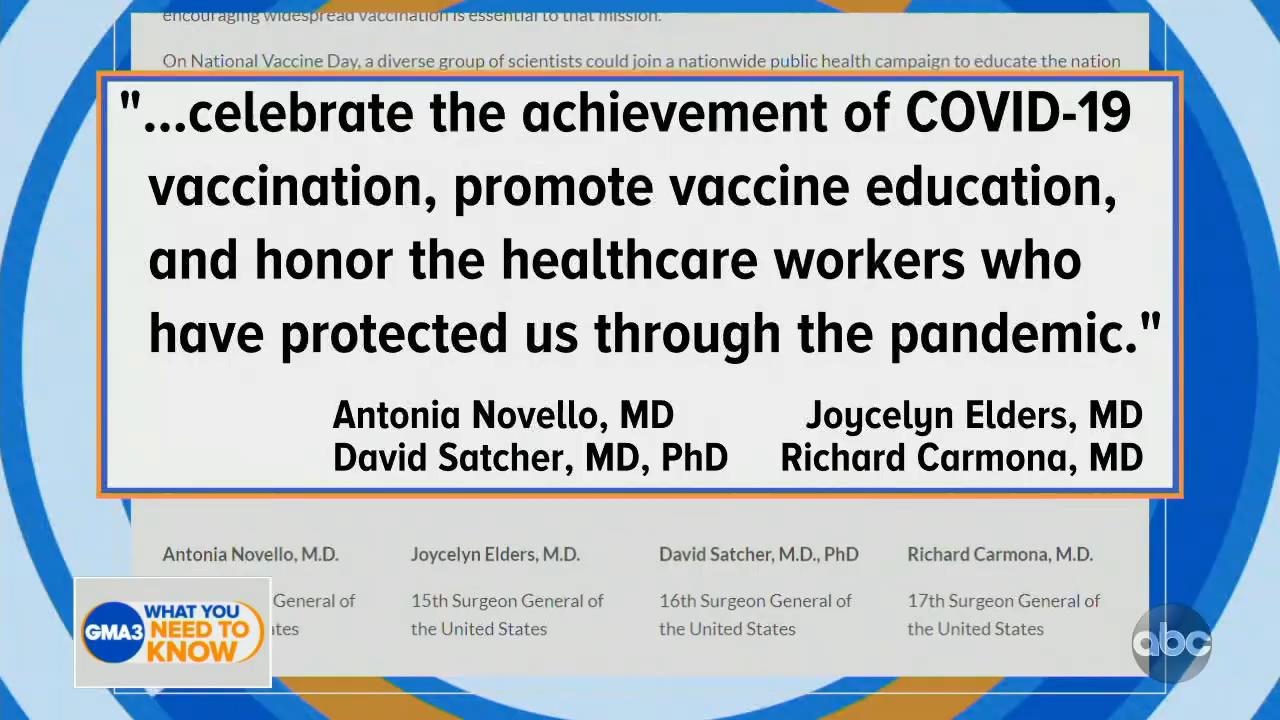 encouraging widespread vaccination is essential to that mission.
On National Vaccine Day, a diverse group of scientists could join a nationwide public health campaign to educate the nation
"...celebrate the achievement of COVID-19
vaccination, promote vaccine education,
and honor the healthcare workers who
have protected us through the pandemic."
Antonia Novello, MD Joycelyn Elders, MD
David Satcher, MD, PhD Richard Carmona, MD
Antonia Novello, M.D. Joycelyn Elders, M.D. David Satcher, M.D., PhD Richard Carmona, M.D.
General of 15th Surgeon General of 16th Surgeon General of 17th Surgeon General of
the United States the United States the United States
GMA3
WHAT YOU
NEED TO
KNOW
abc